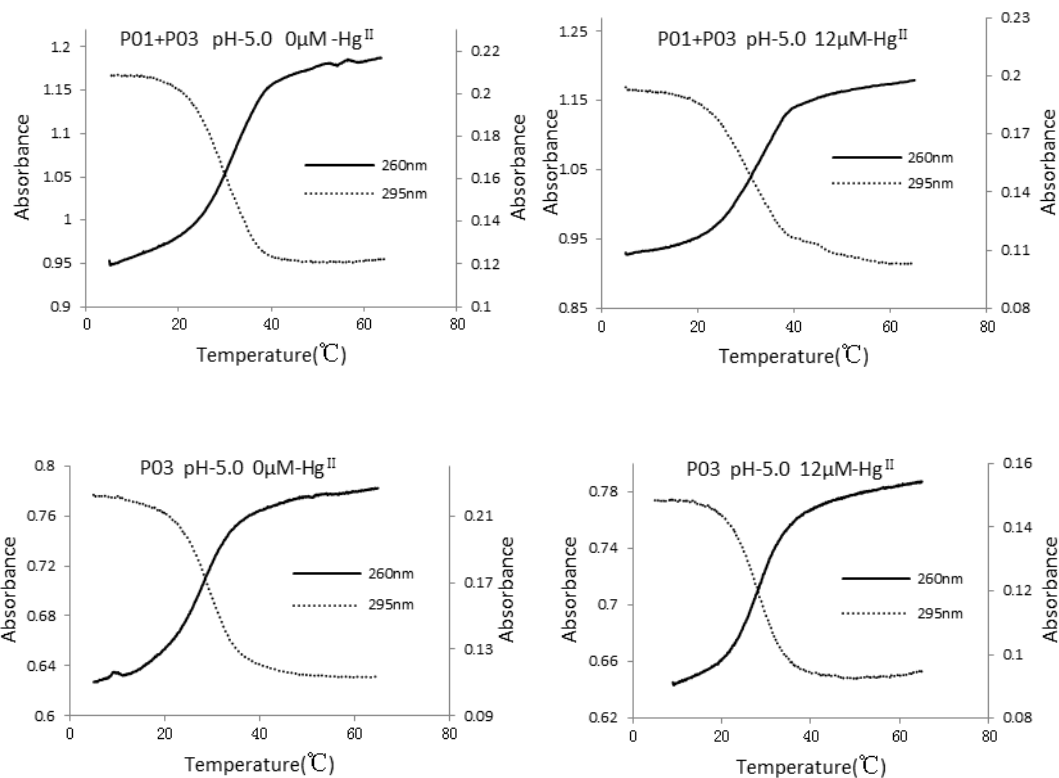 P01+P03 pH-5.0 0μM -Hg^II
1.2
1.15
1.1
1.05
1
0.95
0.9
0.22
0.2
0.18
0.16
0.14
0.12
0.1
Absorbance
Absorbance
260nm
295nm
0 20 40 60 80
Temperature(℃)
P01+P03 pH-5.0 12μM-Hg^II
1.25
1.15
1.05
0.95
0.85
0.23
0.2
0.17
0.14
0.11
0.08
Absorbance
Absorbance
260nm
295nm
0 20 40 60 80
Temperature(℃)
P03 pH-5.0 0μM-Hg^II
0.8
0.76
0.72
0.68
0.64
0.6
0.21
0.17
0.13
0.09
Absorbance
Absorbance
260nm
295nm
0 20 40 60 80
Temperature(℃)
P03 pH-5.0 12μM-Hg^II
0.78
0.74
0.7
0.66
0.62
0.16
0.14
0.12
0.1
0.08
Absorbance
Absorbance
260nm
295nm
0 20 40 60 80
Temperature(℃)